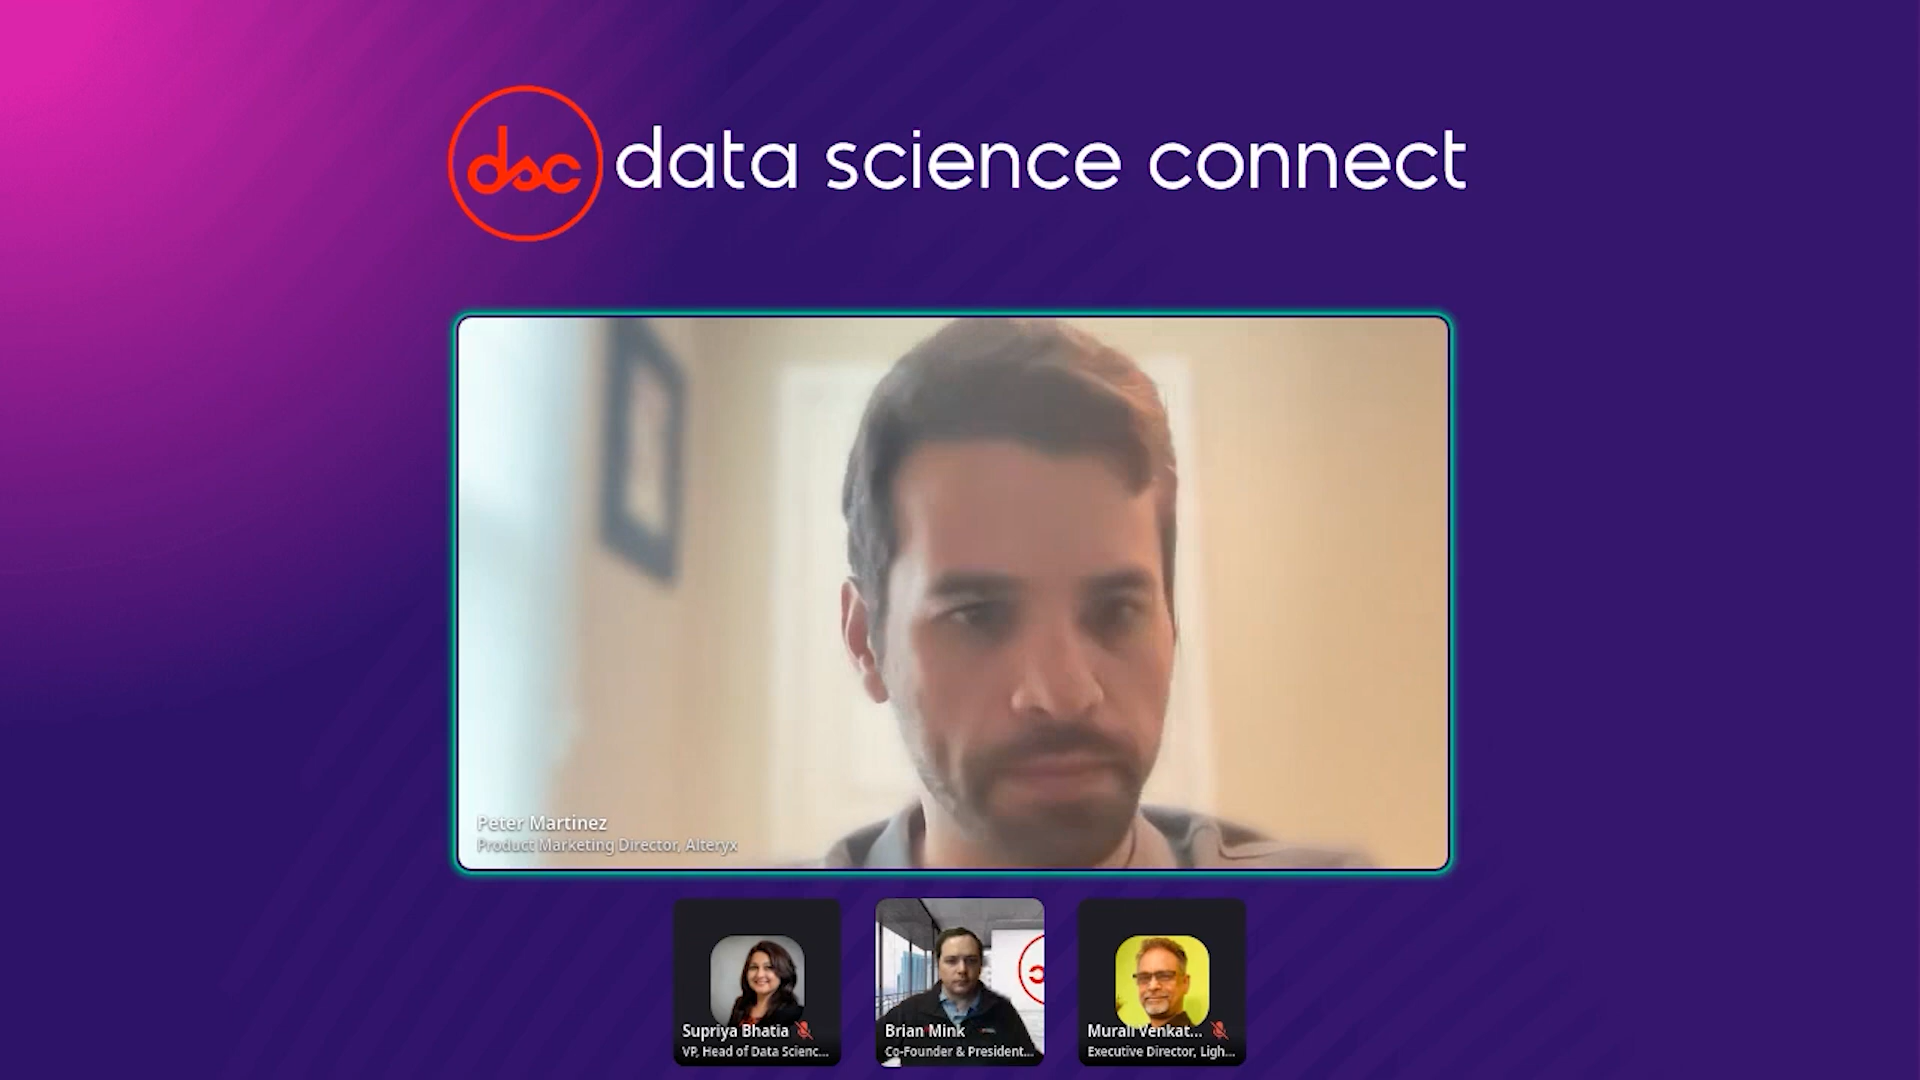 dsc data science connect
Peter Martinez
Product Marketing Director, Alteryx
Supriya Bhatia
VP, Head of Data Scienc...
Brian Mink
Co-Founder & President...
Murali Venkat...
Executive Director, Ligh...